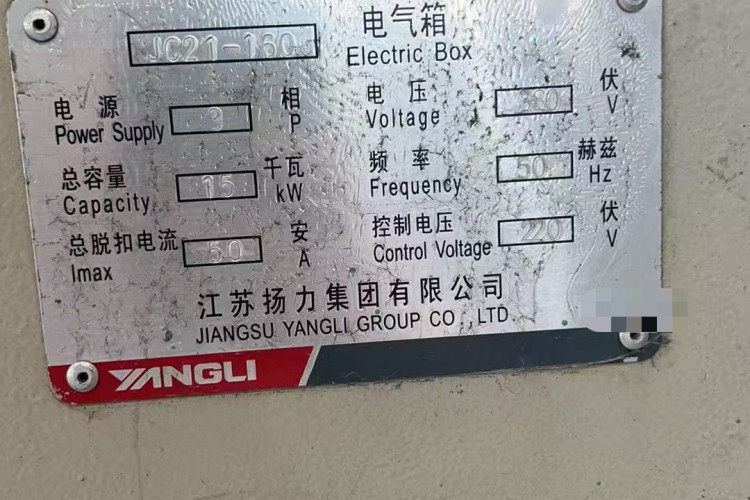 JC21-160 电气箱
Electric Box
电源 3 相
Power Supply P
电压 380 伏
Voltage V
总容量 15 千瓦
Capacity kW
频率 50 赫兹
Frequency Hz
总脱扣电流 50 安
Imax A
控制电压 220 伏
Control Voltage V
江苏扬力集团有限公司
JIANGSU YANGLI GROUP CO.,LTD.
YANGLI